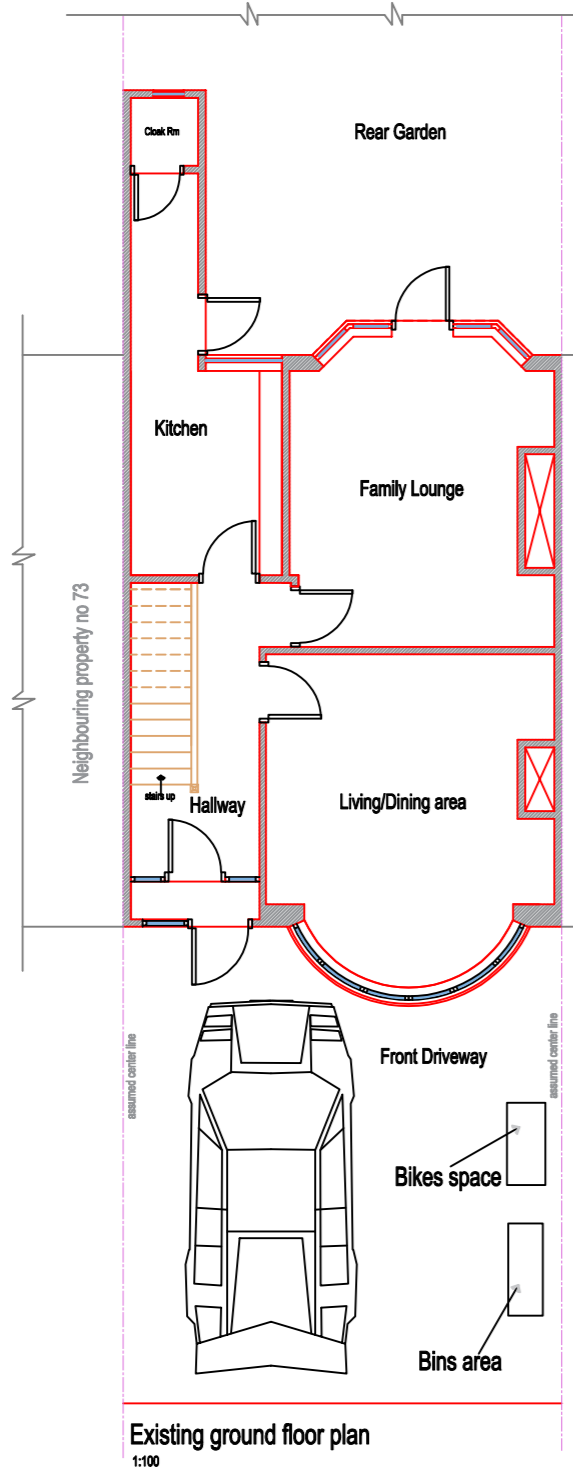 Cloak Rm
Rear Garden
Kitchen
Family Lounge
Neighbouring property no 73
stairs up
Hallway
Living/Dining area
assumed center line
Front Driveway
assumed center line
Bikes space
Bins area
Existing ground floor plan
1:100